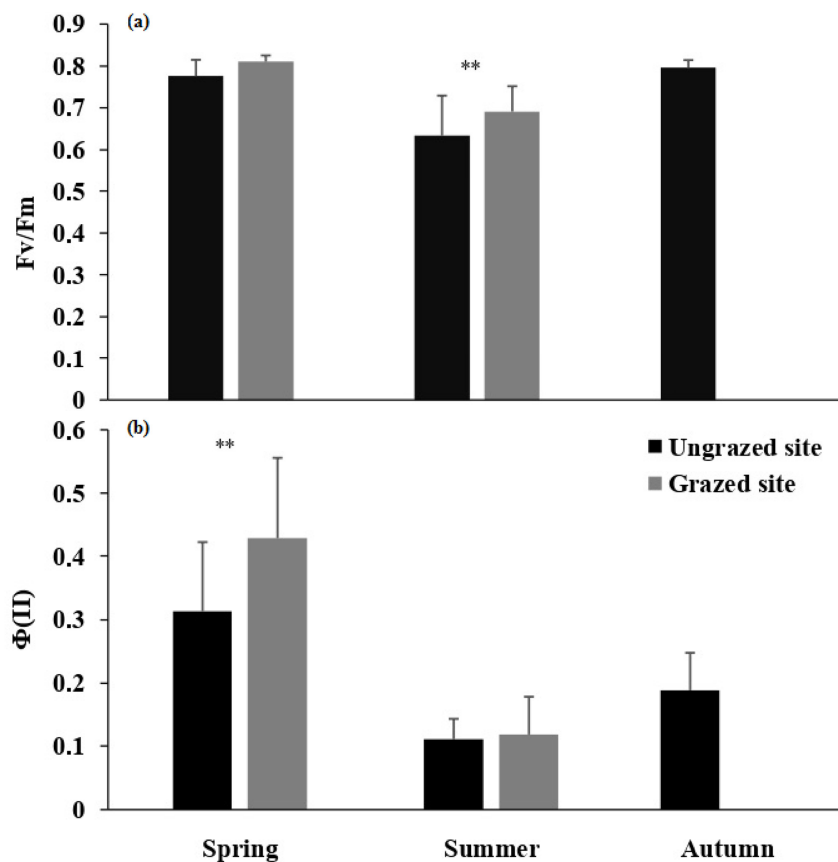 (a)
0.9
0.8
0.7
0.6
0.5
0.4
0.3
0.2
0.1
0
Fv/Fm
**
(b)
0.6
0.5
0.4
0.3
0.2
0.1
0
Φ(II)
**
Ungrazed site
Grazed site
Spring Summer Autumn